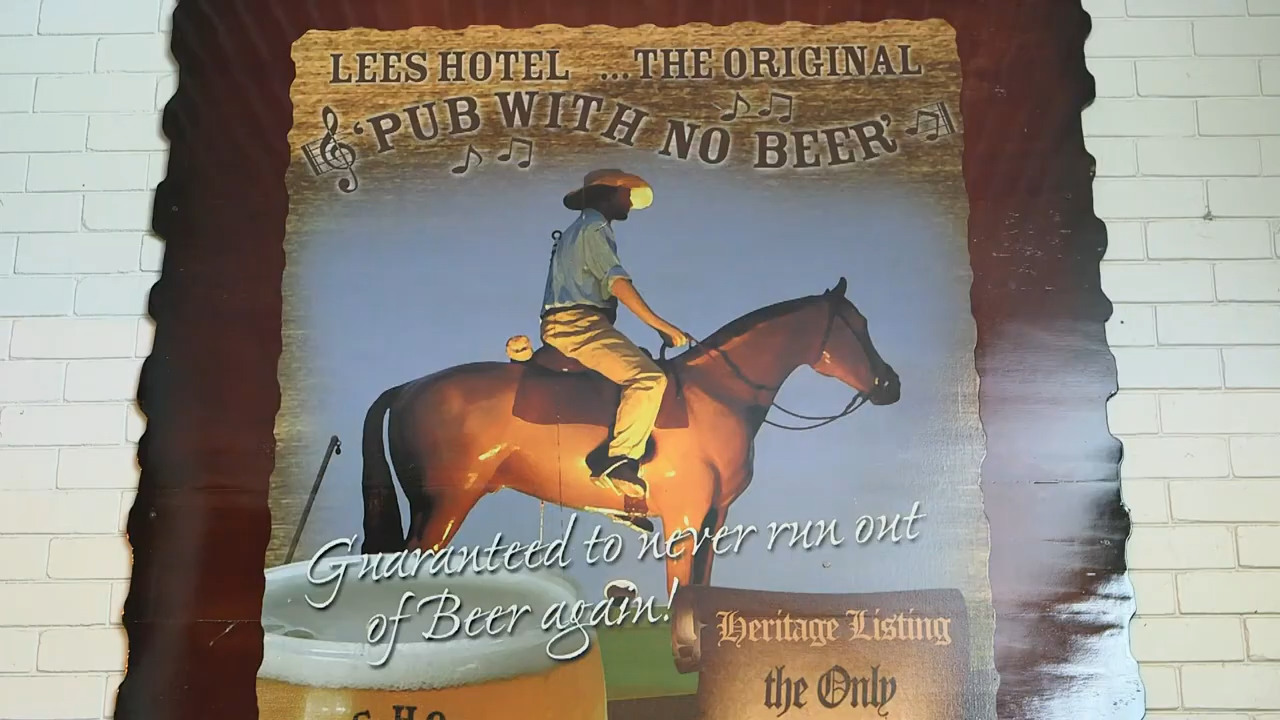 LEES HOTEL ...THE ORIGINAL
'PUB WITH NO BEER'
Guaranteed to never run out
of Beer again!
Heritage Listing
the Only